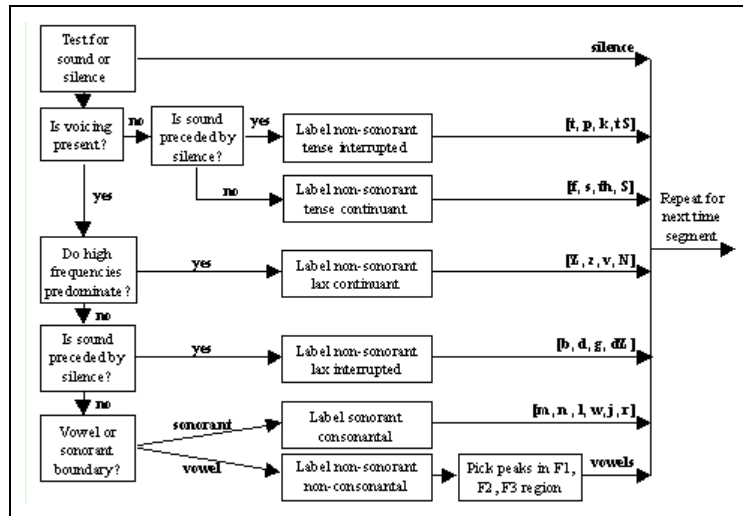 Test for
sound or
silence
silence
Is voicing
present?
no
Is sound
preceded by
silence?
yes
Label non-sonorant
tense interrupted
[t, p, k, tS]
no
Label non-sonorant
tense continuant
[f, s, th, S]
Repeat for
next time
segment
yes
Do high
frequencies
predominate?
yes
Label non-sonorant
lax continuant
[Z, z, v, N]
no
Is sound
preceded by
silence?
yes
Label non-sonorant
lax interrupted
[b, d, g, dZ]
no
Vowel or
sonorant
boundary?
sonorant
Label sonorant
consonantal
[m, n, l, w, j, r]
vowel
Label non-sonorant
non-consonantal
Pick peaks in F1,
F2, F3 region
vowels